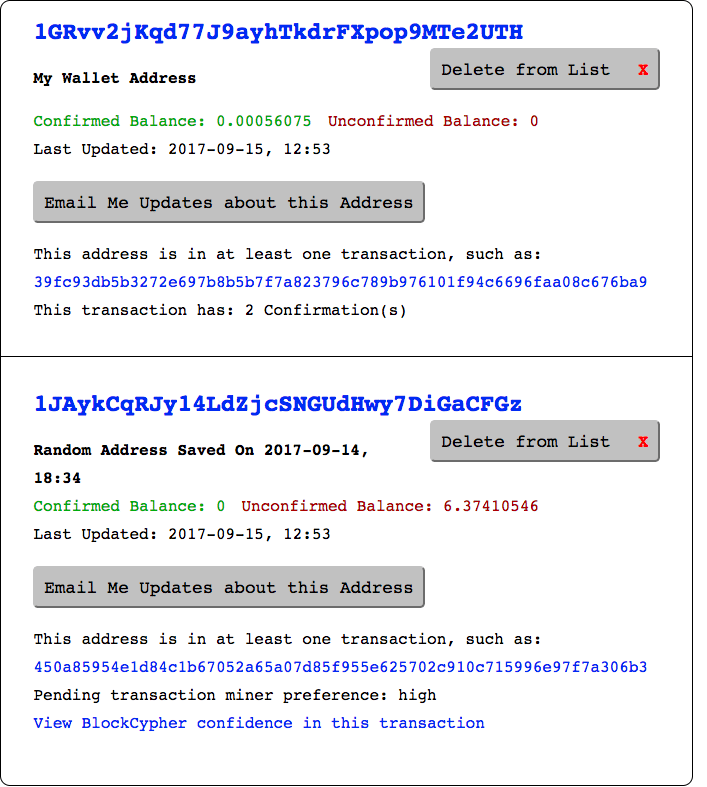 1GRvv2jKqd77J9ayhTkdrFXpop9MTe2UTH
Delete from List X
My Wallet Address
Confirmed Balance: 0.00056075 Unconfirmed Balance: 0
Last Updated: 2017-09-15, 12:53
Email Me Updates about this Address
This address is in at least one transaction, such as:
39fc93db5b3272e697b8b5b7f7a823796c789b976101f94c6696faa08c676ba9
This transaction has: 2 Confirmation(s)
1JAykCqRJy14LdZjcSNGUdHwy7DiGaCFGz
Delete from List X
Random Address Saved On 2017-09-14,
18:34
Confirmed Balance: 0 Unconfirmed Balance: 6.37410546
Last Updated: 2017-09-15, 12:53
Email Me Updates about this Address
This address is in at least one transaction, such as:
450a85954e1d84c1b67052a65a07d85f955e625702c910c715996e97f7a306b3
Pending transaction miner preference: high
View BlockCypher confidence in this transaction